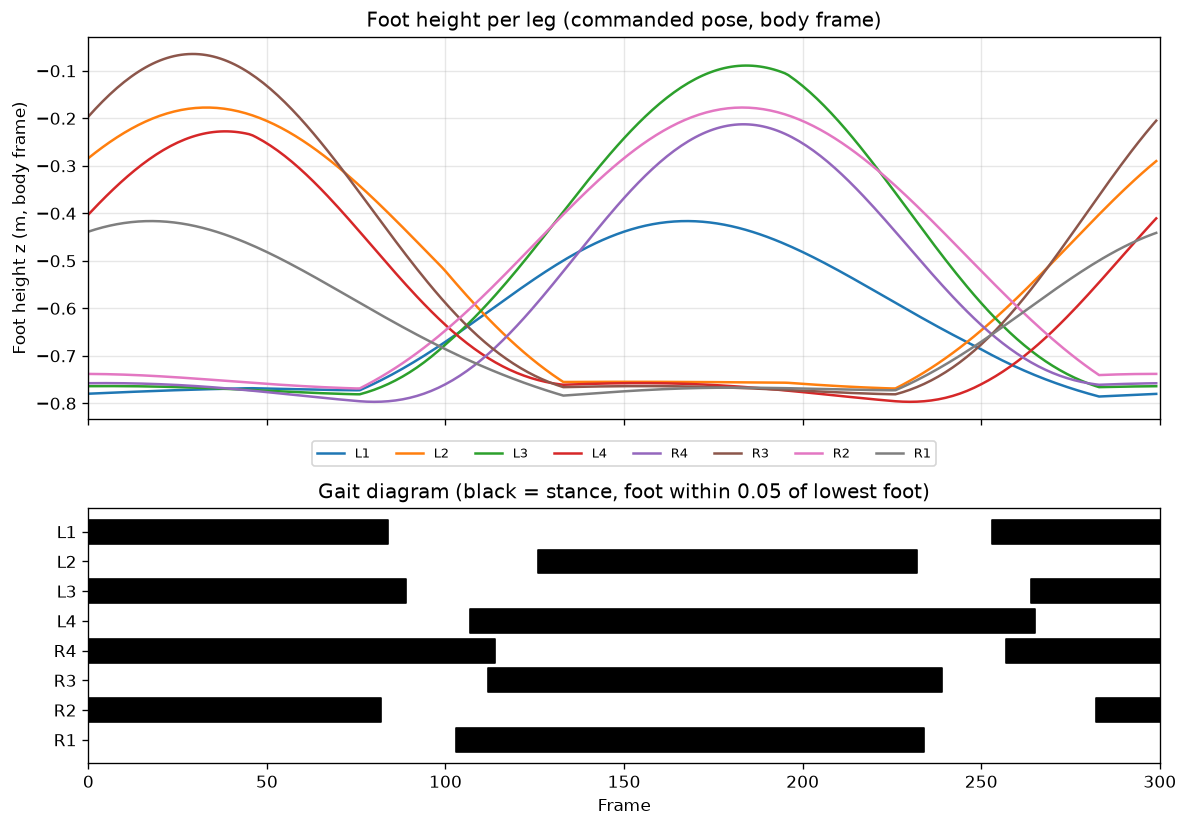 Foot height per leg (commanded pose, body frame)
Foot height z (m, body frame)
−0.1
−0.2
−0.3
−0.4
−0.5
−0.6
−0.7
−0.8
L1 L2 L3 L4 R4 R3 R2 R1
Gait diagram (black = stance, foot within 0.05 of lowest foot)
L1
L2
L3
L4
R4
R3
R2
R1
0 50 100 150 200 250 300
Frame